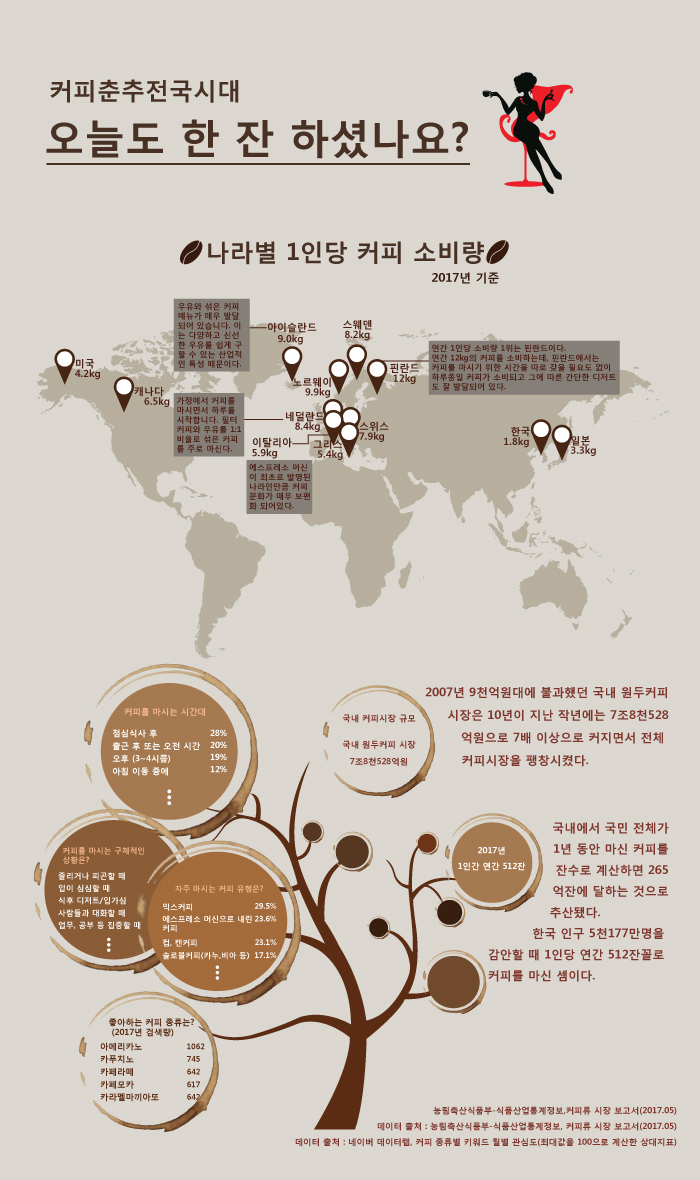 커피춘추전국시대
오늘도 한 잔 하셨나요?
나라별 1인당 커피 소비량
2017년 기준
우유와 섞은 커피
메뉴가 매우 발달
되어 있습니다. 이
는 다양하고 신선
한 우유를 쉽게 구
할 수 있는 산업적
인 특성 때문이다.
아이슬란드
9.0kg
스웨덴
8.2kg
미국
4.2kg
캐나다
6.5kg
노르웨이
9.9kg
핀란드
12kg
연간 1인당 소비량 1위는 핀란드이다.
연간 12kg의 커피를 소비하는데, 핀란드에서는
커피를 마시기 위한 시간을 따로 갖을 필요도 없이
하루종일 커피가 소비되고 그에 따른 간단한 디저트
도 잘 발달되어 있다.
가정에서 커피를
마시면서 하루를
시작합니다. 필터
커피와 우유를 1:1
비율로 섞은 커피
를 주로 마신다.
네덜란드
8.4kg
스위스
7.9kg
이탈리아
5.9kg
그리스
5.4kg
한국
1.8kg
일본
3.3kg
에스프레소 머신
이 최초로 발명된
나라인만큼 커피
문화가 매우 보편
화 되어있다.
커피를 마시는 시간대
점심식사 후 28%
출근 후 또는 오전 시간 20%
오후 (3~4시쯤) 19%
아침 이동 중에 12%
국내 커피시장 규모
국내 원두커피 시장
7조8천528억원
2007년 9천억원대에 불과했던 국내 원두커피
시장은 10년이 지난 작년에는 7조8천528
억원으로 7배 이상으로 커지면서 전체
커피시장을 팽창시켰다.
커피를 마시는 구체적인
상황은?
졸리거나 피곤할 때
입이 심심할 때
식후 디저트/입가심
사람들과 대화할 때
업무, 공부 등 집중할 때
자주 마시는 커피 유형은?
믹스커피 29.5%
에스프레소 머신으로 내린 23.6%
커피
컵, 캔커피 23.1%
솔로블커피(카누,비아 등) 17.1%
2017년
1인간 연간 512잔
국내에서 국민 전체가
1년 동안 마신 커피를
잔수로 계산하면 265
억잔에 달하는 것으로
추산됐다.
한국 인구 5천177만명을
감안할 때 1인당 연간 512잔꼴로
커피를 마신 셈이다.
좋아하는 커피 종류는?
(2017년 검색량)
아메리카노 1062
카푸치노 745
카페라떼 642
카페모카 617
카라멜마끼아또 642
농림축산식품부-식품산업통계정보,커피류 시장 보고서(2017.05)
데이터 출처 : 농림축산식품부-식품산업통계정보, 커피류 시장 보고서(2017.05)
데이터 출처 : 네이버 데이터랩, 커피 종류별 키워드 월별 관심도(최대값을 100으로 계산한 상대지표)